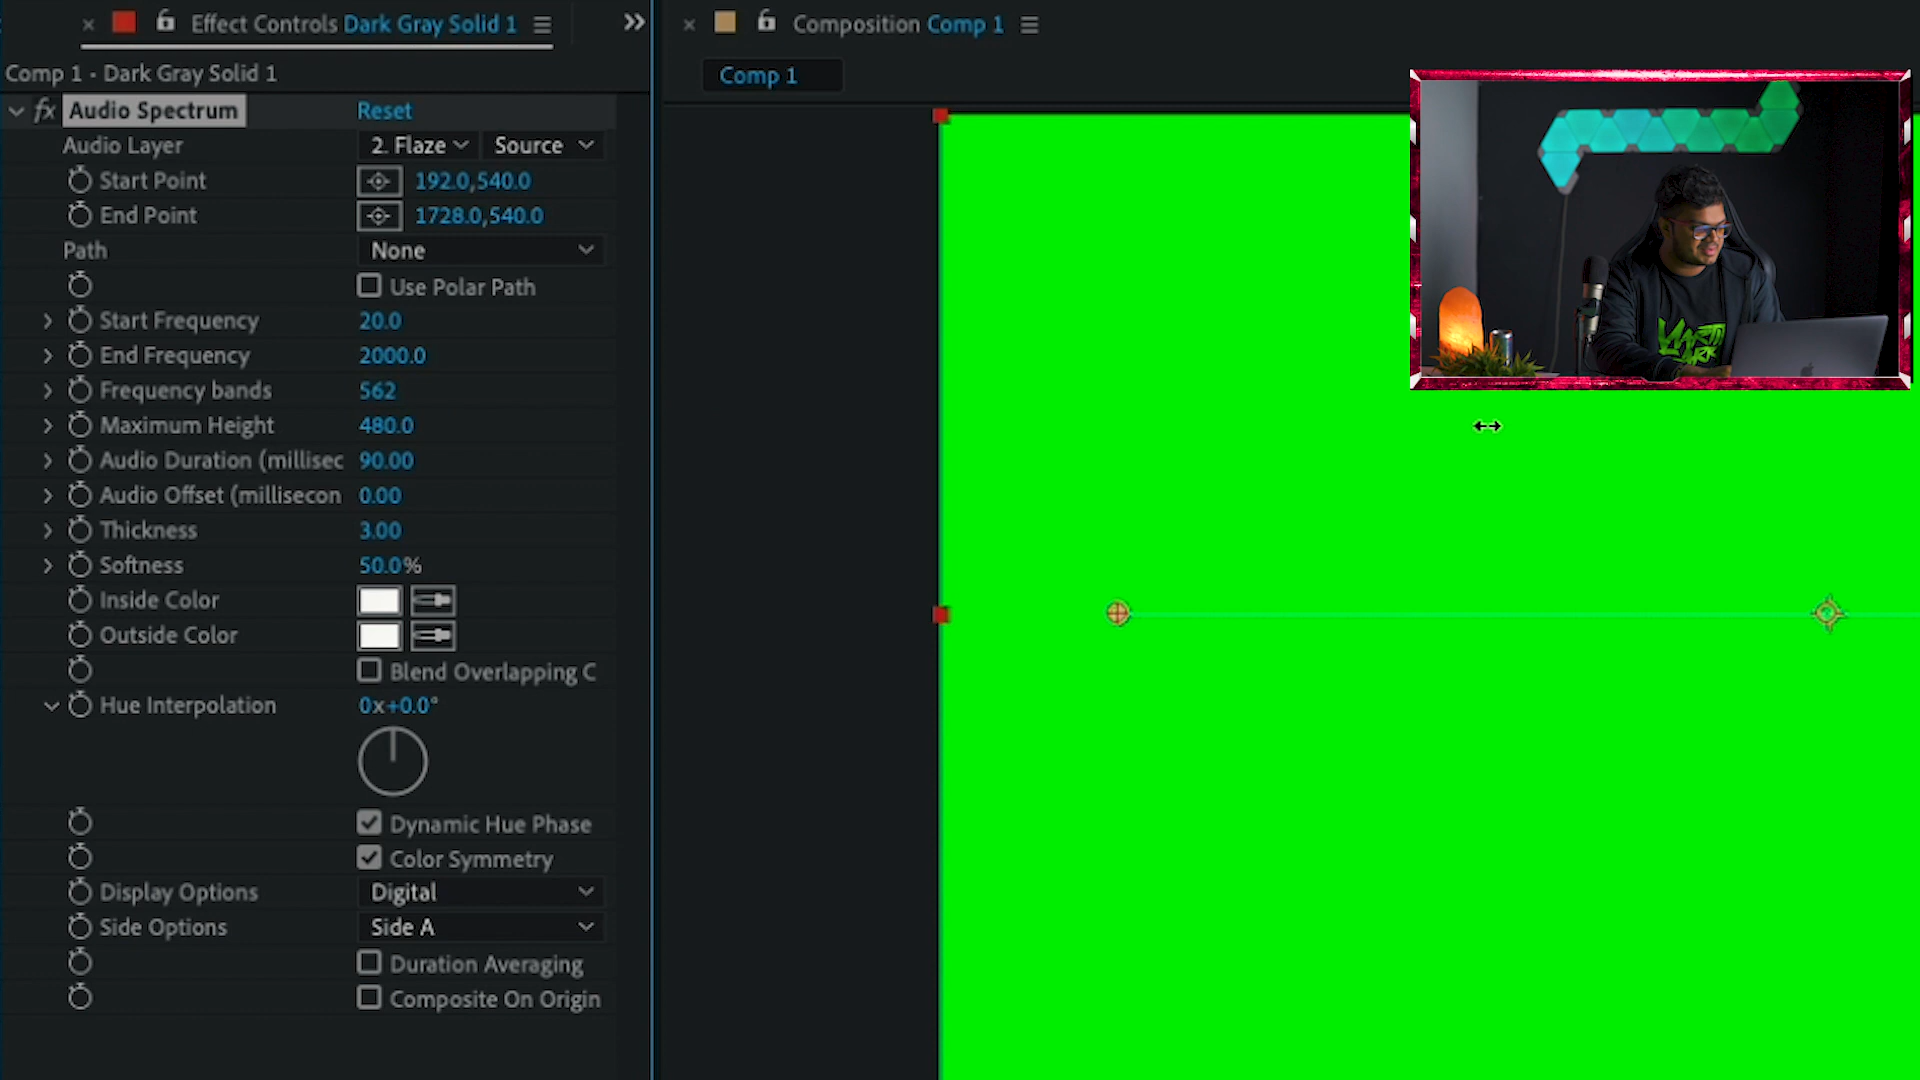 Effect Controls Dark Gray Solid 1
Comp 1 - Dark Gray Solid 1
fx Audio Spectrum Reset
Audio Layer 2. Flaze Source
Start Point 192.0,540.0
End Point 1728.0,540.0
Path None
Use Polar Path
Start Frequency 20.0
End Frequency 2000.0
Frequency bands 562
Maximum Height 480.0
Audio Duration (millisec 90.00
Audio Offset (millisecon 0.00
Thickness 3.00
Softness 50.0%
Inside Color
Outside Color
Blend Overlapping C
Hue Interpolation 0x+0.0°
Dynamic Hue Phase
Color Symmetry
Display Options Digital
Side Options Side A
Duration Averaging
Composite On Origin
Composition Comp 1
Comp 1